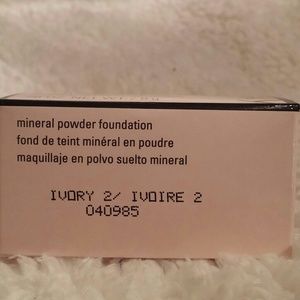 mineral powder foundation
fond de teint minéral en poudre
maquillaje en polvo suelto mineral
IVORY 2/ IVOIRE 2
040985